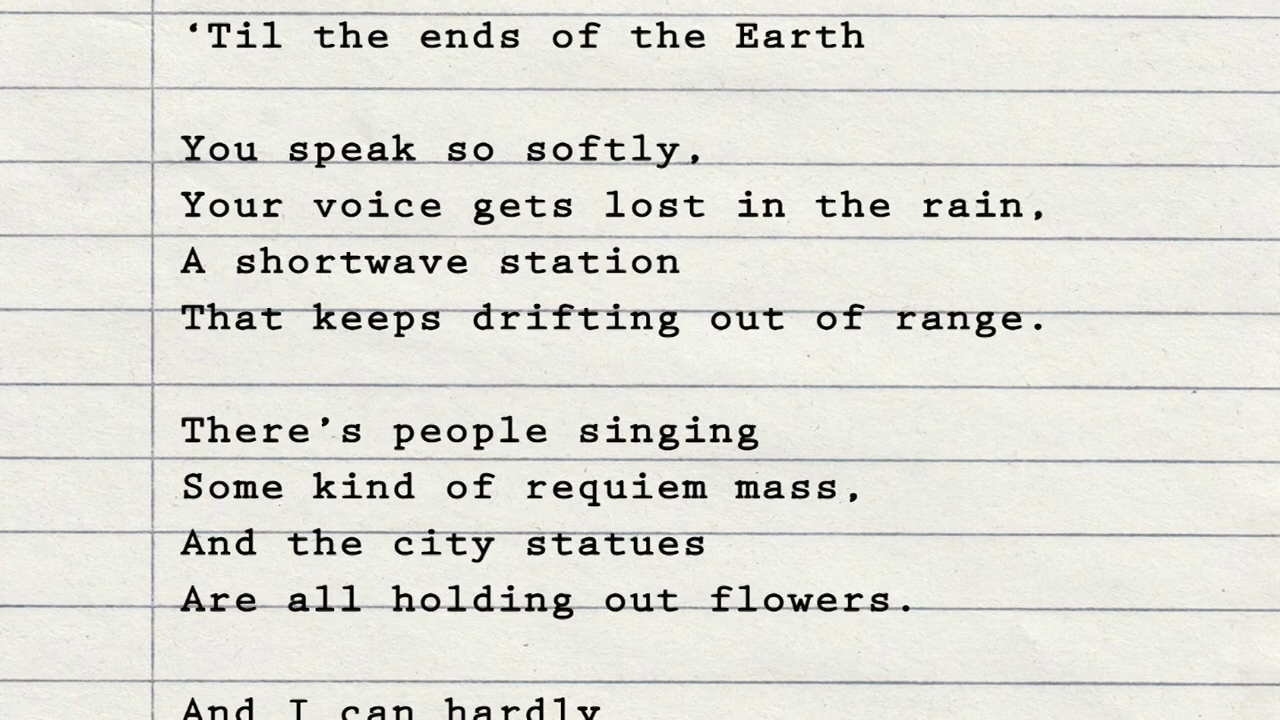 ‘Til the ends of the Earth
You speak so softly,
Your voice gets lost in the rain,
A shortwave station
That keeps drifting out of range.
There’s people singing
Some kind of requiem mass,
And the city statues
Are all holding out flowers.
And I can hardly